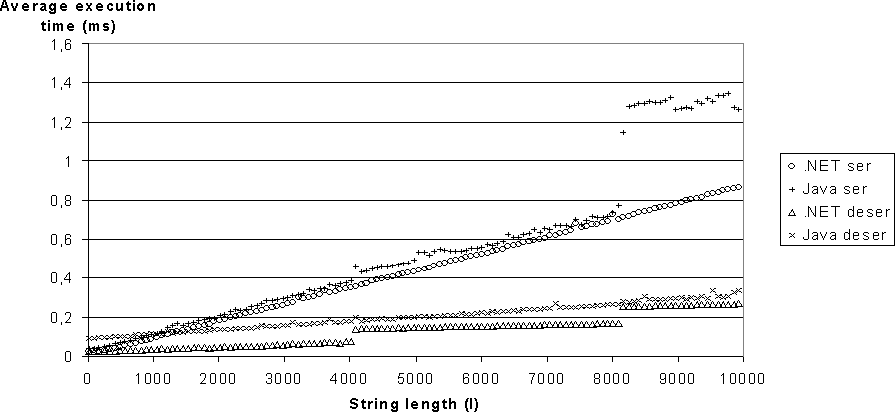 Average execution
time (ms)
1,6
1,4
1,2
1
0,8
0,6
0,4
0,2
0
0 1000 2000 3000 4000 5000 6000 7000 8000 9000 10000
String length (l)
.NET ser
Java ser
.NET deser
Java deser